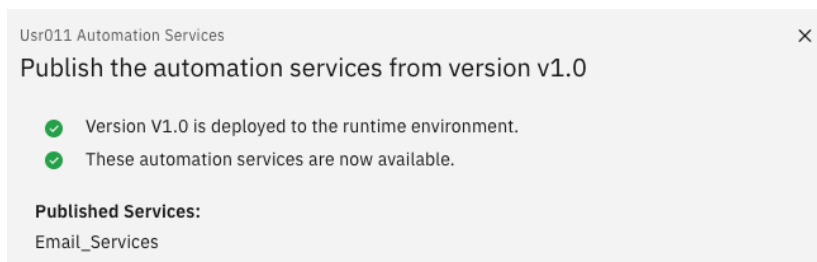 Usr011 Automation Services
Publish the automation services from version v1.0
Version V1.0 is deployed to the runtime environment.
These automation services are now available.
Published Services:
Email_Services